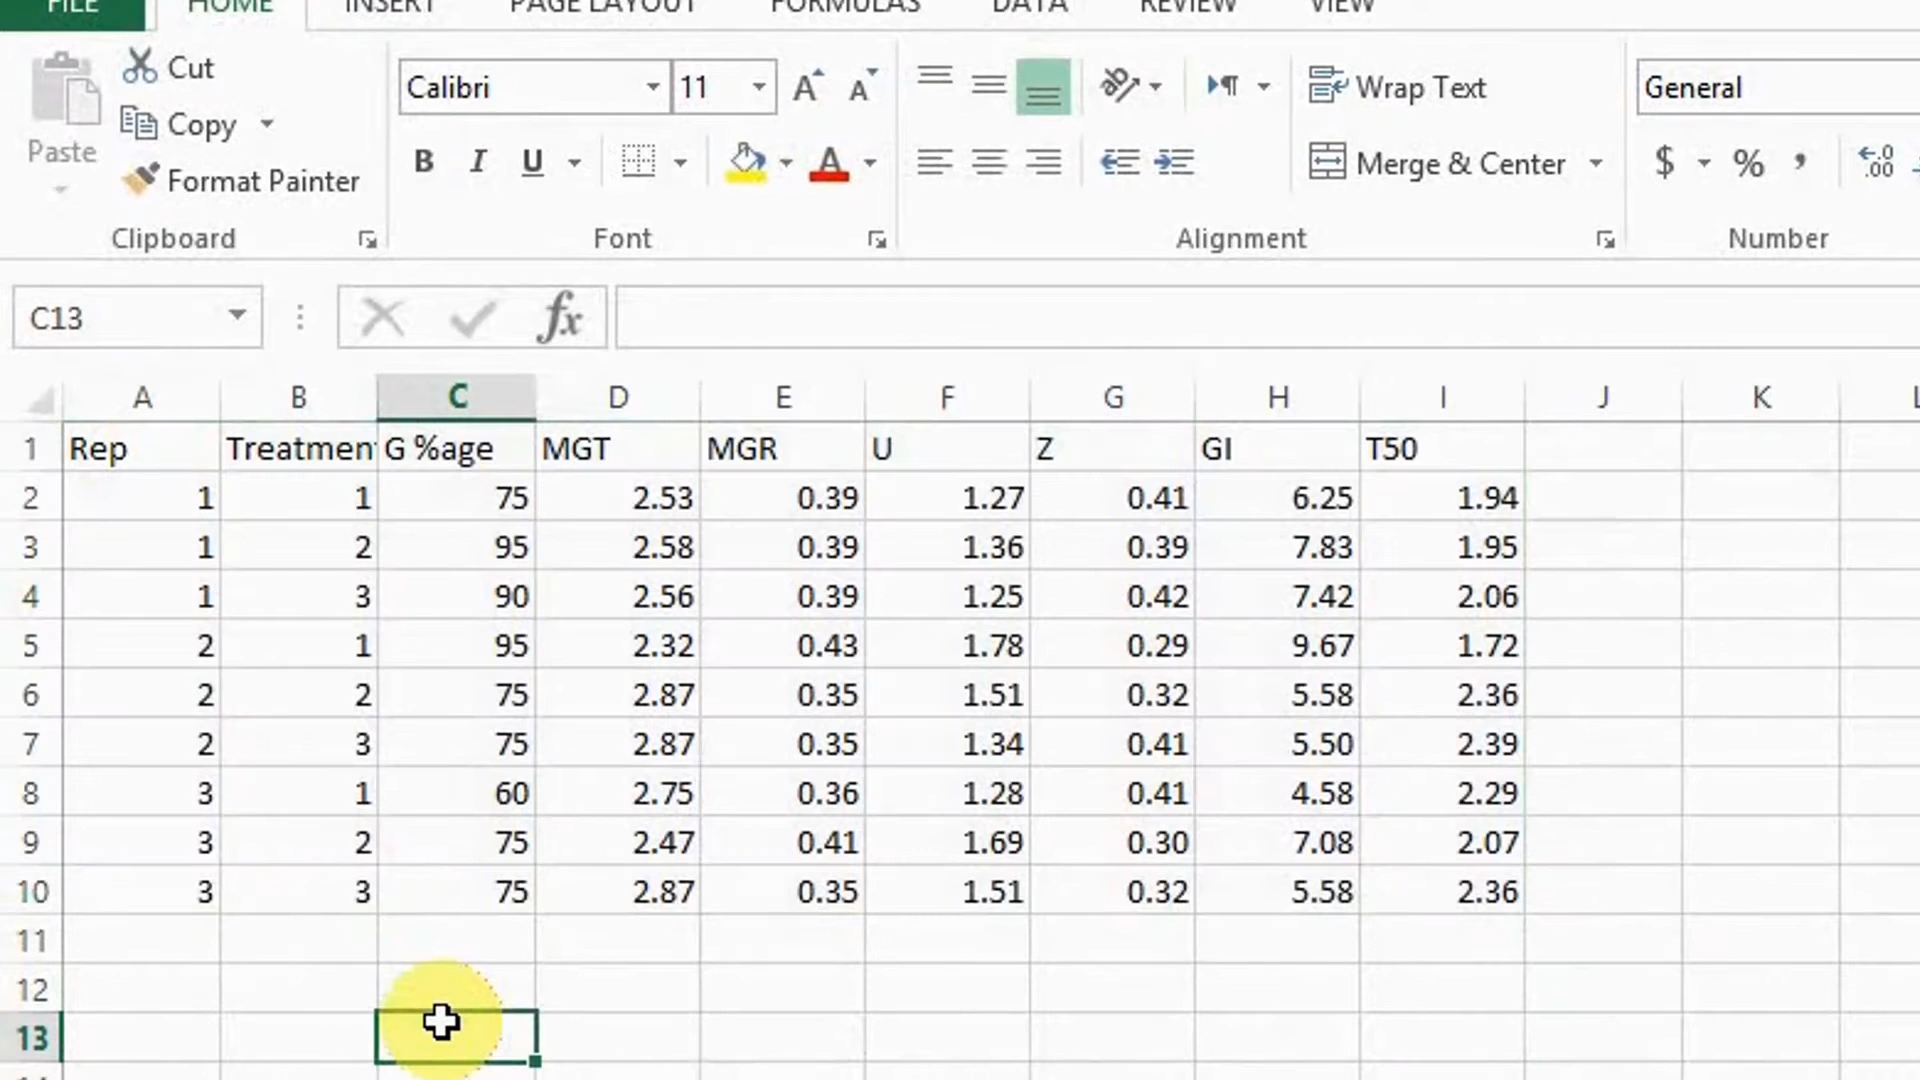 FILE HOME INSERT PAGE LAYOUT FORMULAS DATA REVIEW VIEW
Paste
Cut
Copy
Format Painter
Clipboard
Calibri 11 A A
B I U A
Font
Wrap Text
Merge & Center
Alignment
General
$ % , .0 .00
Number
C13 fx
A B C D E F G H I J K L
1 Rep Treatmen G %age MGT MGR U Z GI T50
2 1 1 75 2.53 0.39 1.27 0.41 6.25 1.94
3 1 2 95 2.58 0.39 1.36 0.39 7.83 1.95
4 1 3 90 2.56 0.39 1.25 0.42 7.42 2.06
5 2 1 95 2.32 0.43 1.78 0.29 9.67 1.72
6 2 2 75 2.87 0.35 1.51 0.32 5.58 2.36
7 2 3 75 2.87 0.35 1.34 0.41 5.50 2.39
8 3 1 60 2.75 0.36 1.28 0.41 4.58 2.29
9 3 2 75 2.47 0.41 1.69 0.30 7.08 2.07
10 3 3 75 2.87 0.35 1.51 0.32 5.58 2.36
11
12
13